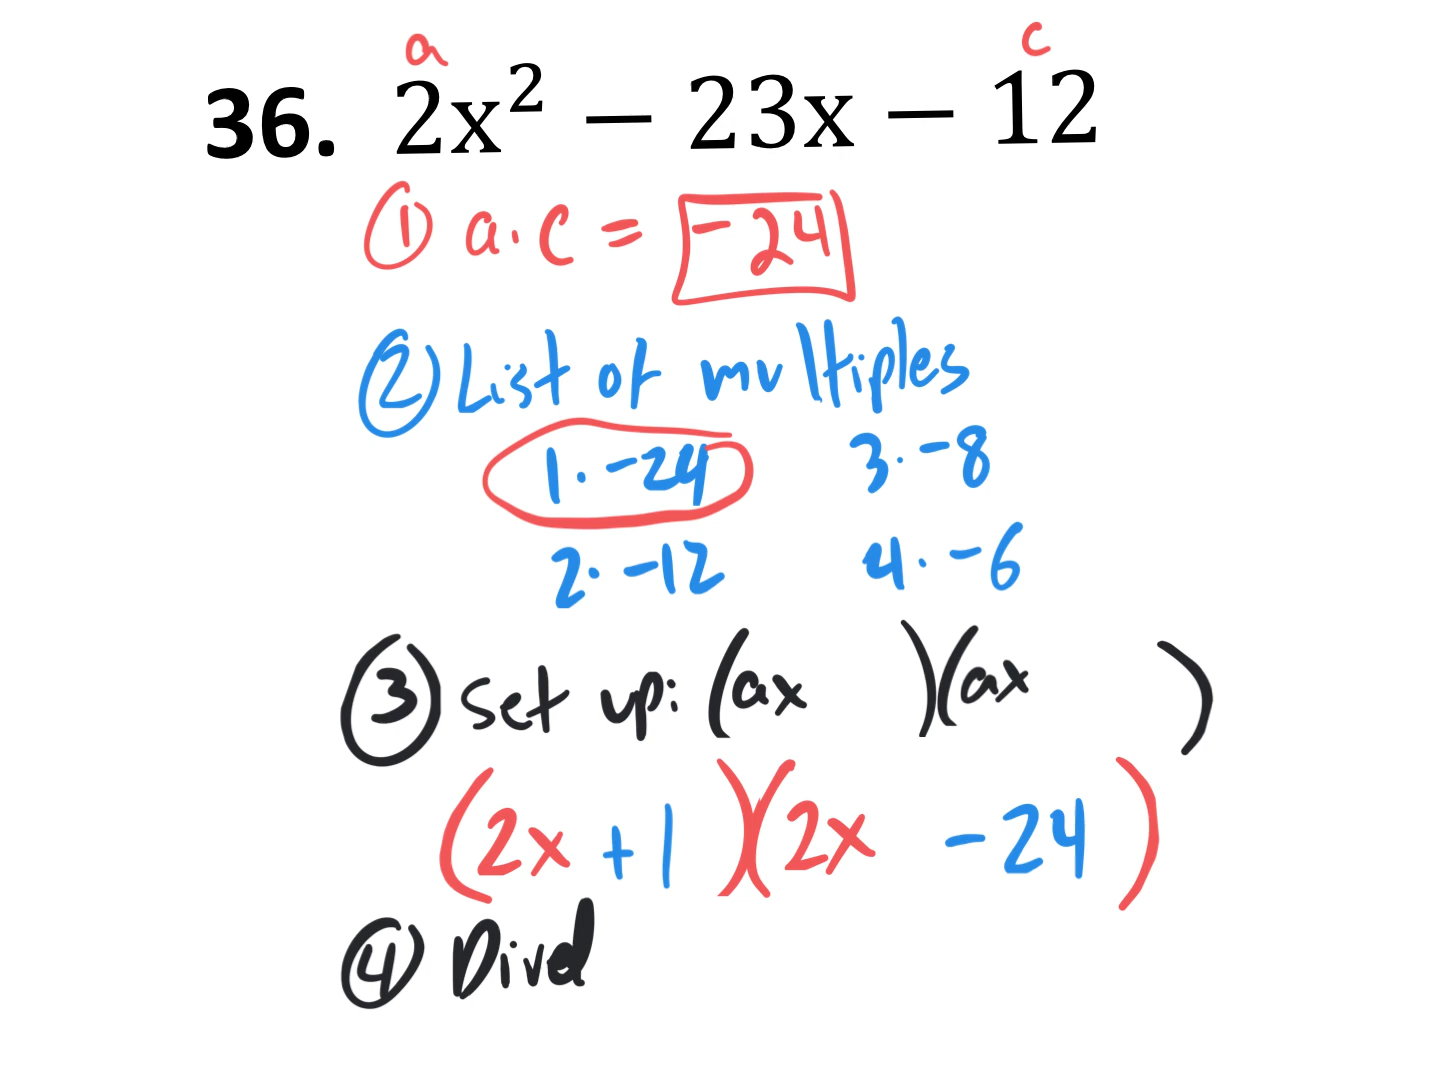 a c
36. 2x² − 23x − 12
① a·c = -24
② List of multiples
1·-24 3·-8
2·-12 4·-6
③ set up: (ax )(ax )
(2x +1 )(2x -24 )
④ Divd